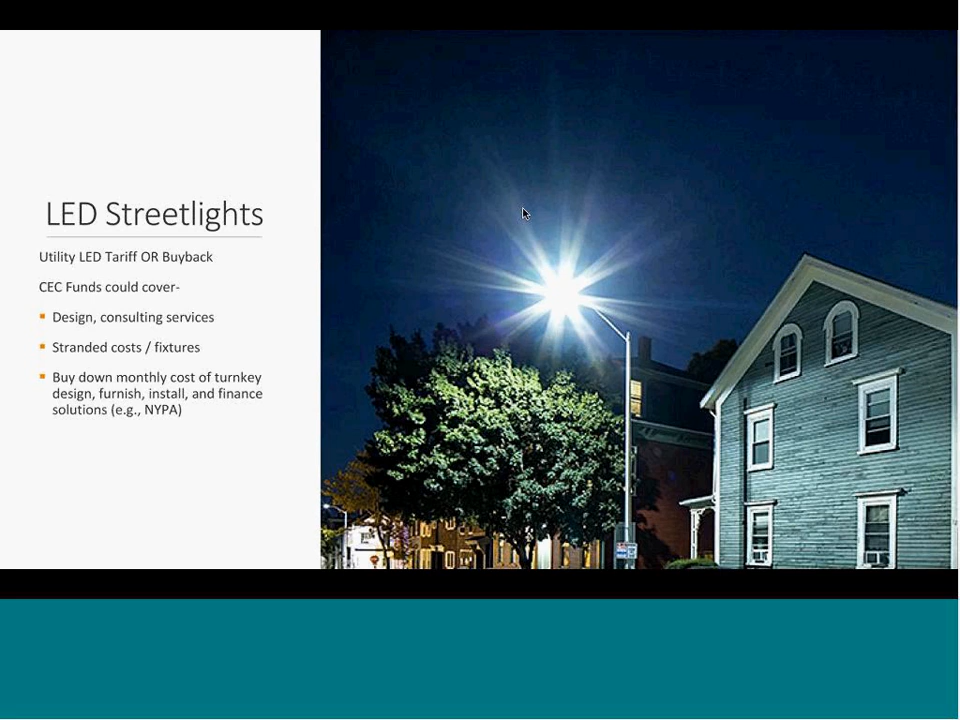 LED Streetlights
Utility LED Tariff OR Buyback
CEC Funds could cover-
Design, consulting services
Stranded costs / fixtures
Buy down monthly cost of turnkey
design, furnish, install, and finance
solutions (e.g., NYPA)